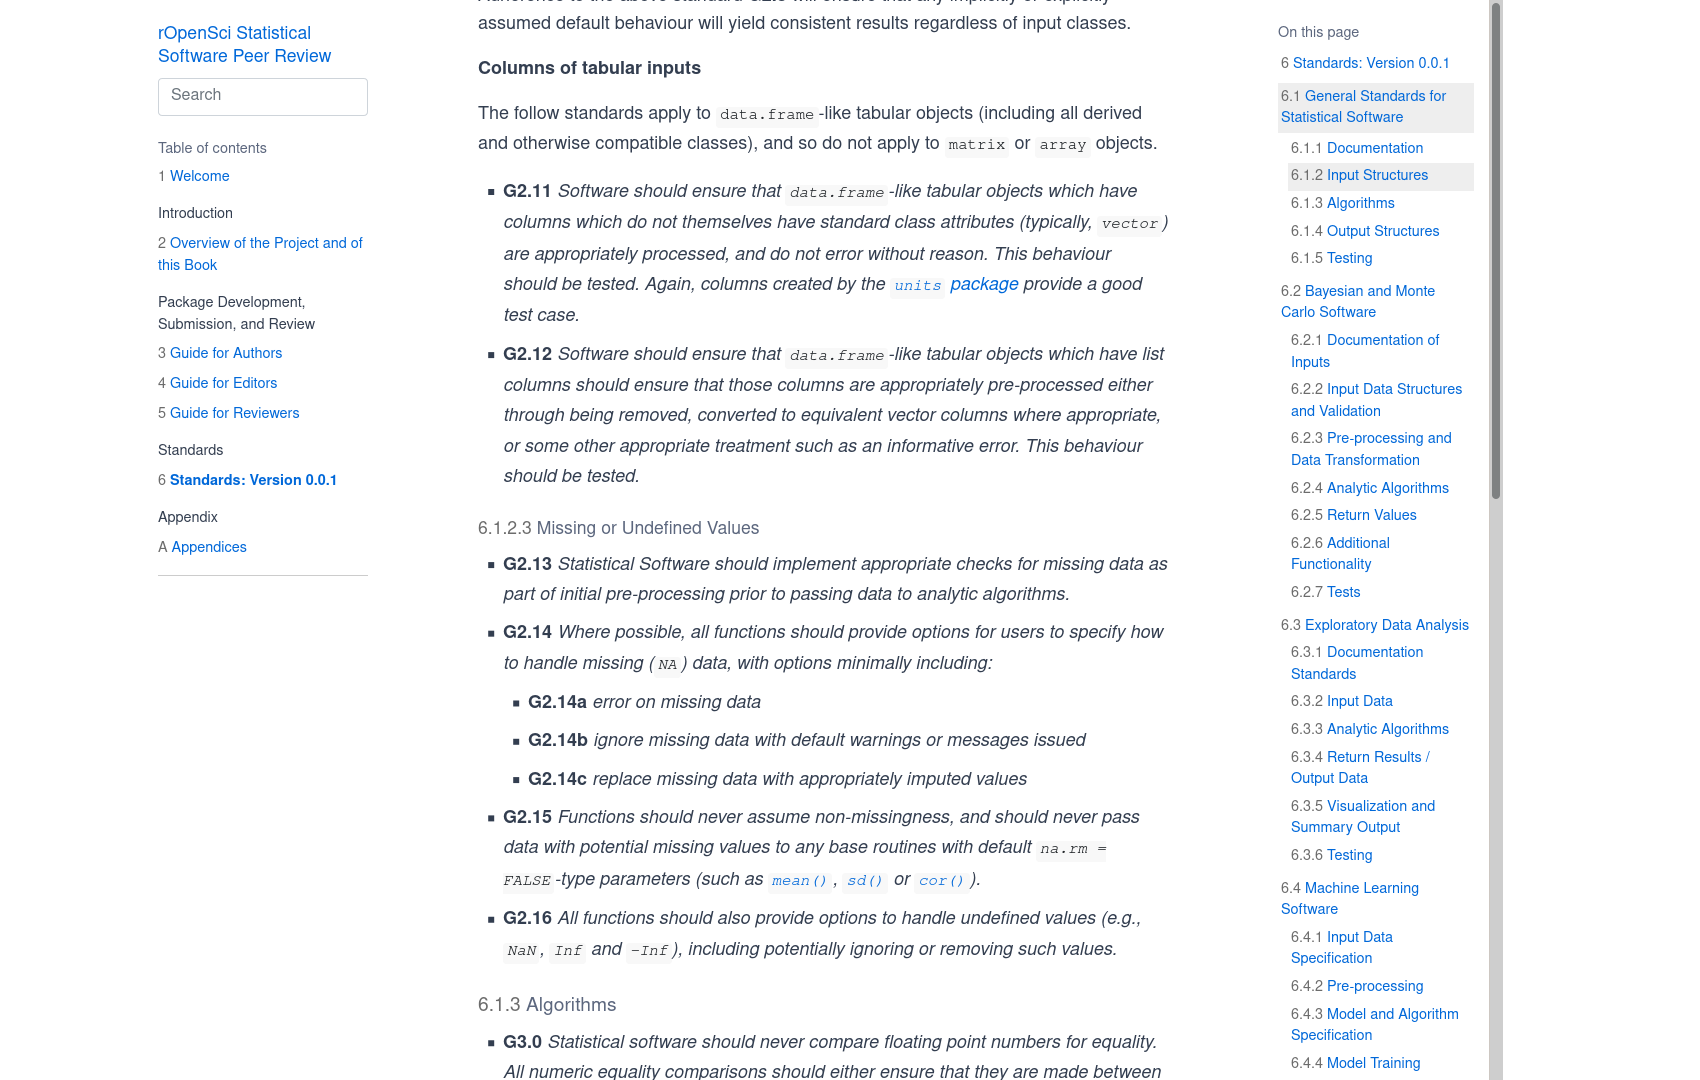 rOpenSci Statistical
Software Peer Review
Search
Table of contents
1 Welcome
Introduction
2 Overview of the Project and of
this Book
Package Development,
Submission, and Review
3 Guide for Authors
4 Guide for Editors
5 Guide for Reviewers
Standards
6 Standards: Version 0.0.1
Appendix
A Appendices
assumed default behaviour will yield consistent results regardless of input classes.
Columns of tabular inputs
The follow standards apply to data.frame-like tabular objects (including all derived
and otherwise compatible classes), and so do not apply to matrix or array objects.
▪ G2.11 Software should ensure that data.frame-like tabular objects which have
columns which do not themselves have standard class attributes (typically, vector)
are appropriately processed, and do not error without reason. This behaviour
should be tested. Again, columns created by the units package provide a good
test case.
▪ G2.12 Software should ensure that data.frame-like tabular objects which have list
columns should ensure that those columns are appropriately pre-processed either
through being removed, converted to equivalent vector columns where appropriate,
or some other appropriate treatment such as an informative error. This behaviour
should be tested.
6.1.2.3 Missing or Undefined Values
▪ G2.13 Statistical Software should implement appropriate checks for missing data as
part of initial pre-processing prior to passing data to analytic algorithms.
▪ G2.14 Where possible, all functions should provide options for users to specify how
to handle missing (NA) data, with options minimally including:
▪ G2.14a error on missing data
▪ G2.14b ignore missing data with default warnings or messages issued
▪ G2.14c replace missing data with appropriately imputed values
▪ G2.15 Functions should never assume non-missingness, and should never pass
data with potential missing values to any base routines with default na.rm =
FALSE-type parameters (such as mean(), sd() or cor()).
▪ G2.16 All functions should also provide options to handle undefined values (e.g.,
NaN, Inf and -Inf), including potentially ignoring or removing such values.
6.1.3 Algorithms
▪ G3.0 Statistical software should never compare floating point numbers for equality.
All numeric equality comparisons should either ensure that they are made between
On this page
6 Standards: Version 0.0.1
6.1 General Standards for
Statistical Software
6.1.1 Documentation
6.1.2 Input Structures
6.1.3 Algorithms
6.1.4 Output Structures
6.1.5 Testing
6.2 Bayesian and Monte
Carlo Software
6.2.1 Documentation of
Inputs
6.2.2 Input Data Structures
and Validation
6.2.3 Pre-processing and
Data Transformation
6.2.4 Analytic Algorithms
6.2.5 Return Values
6.2.6 Additional
Functionality
6.2.7 Tests
6.3 Exploratory Data Analysis
6.3.1 Documentation
Standards
6.3.2 Input Data
6.3.3 Analytic Algorithms
6.3.4 Return Results /
Output Data
6.3.5 Visualization and
Summary Output
6.3.6 Testing
6.4 Machine Learning
Software
6.4.1 Input Data
Specification
6.4.2 Pre-processing
6.4.3 Model and Algorithm
Specification
6.4.4 Model Training